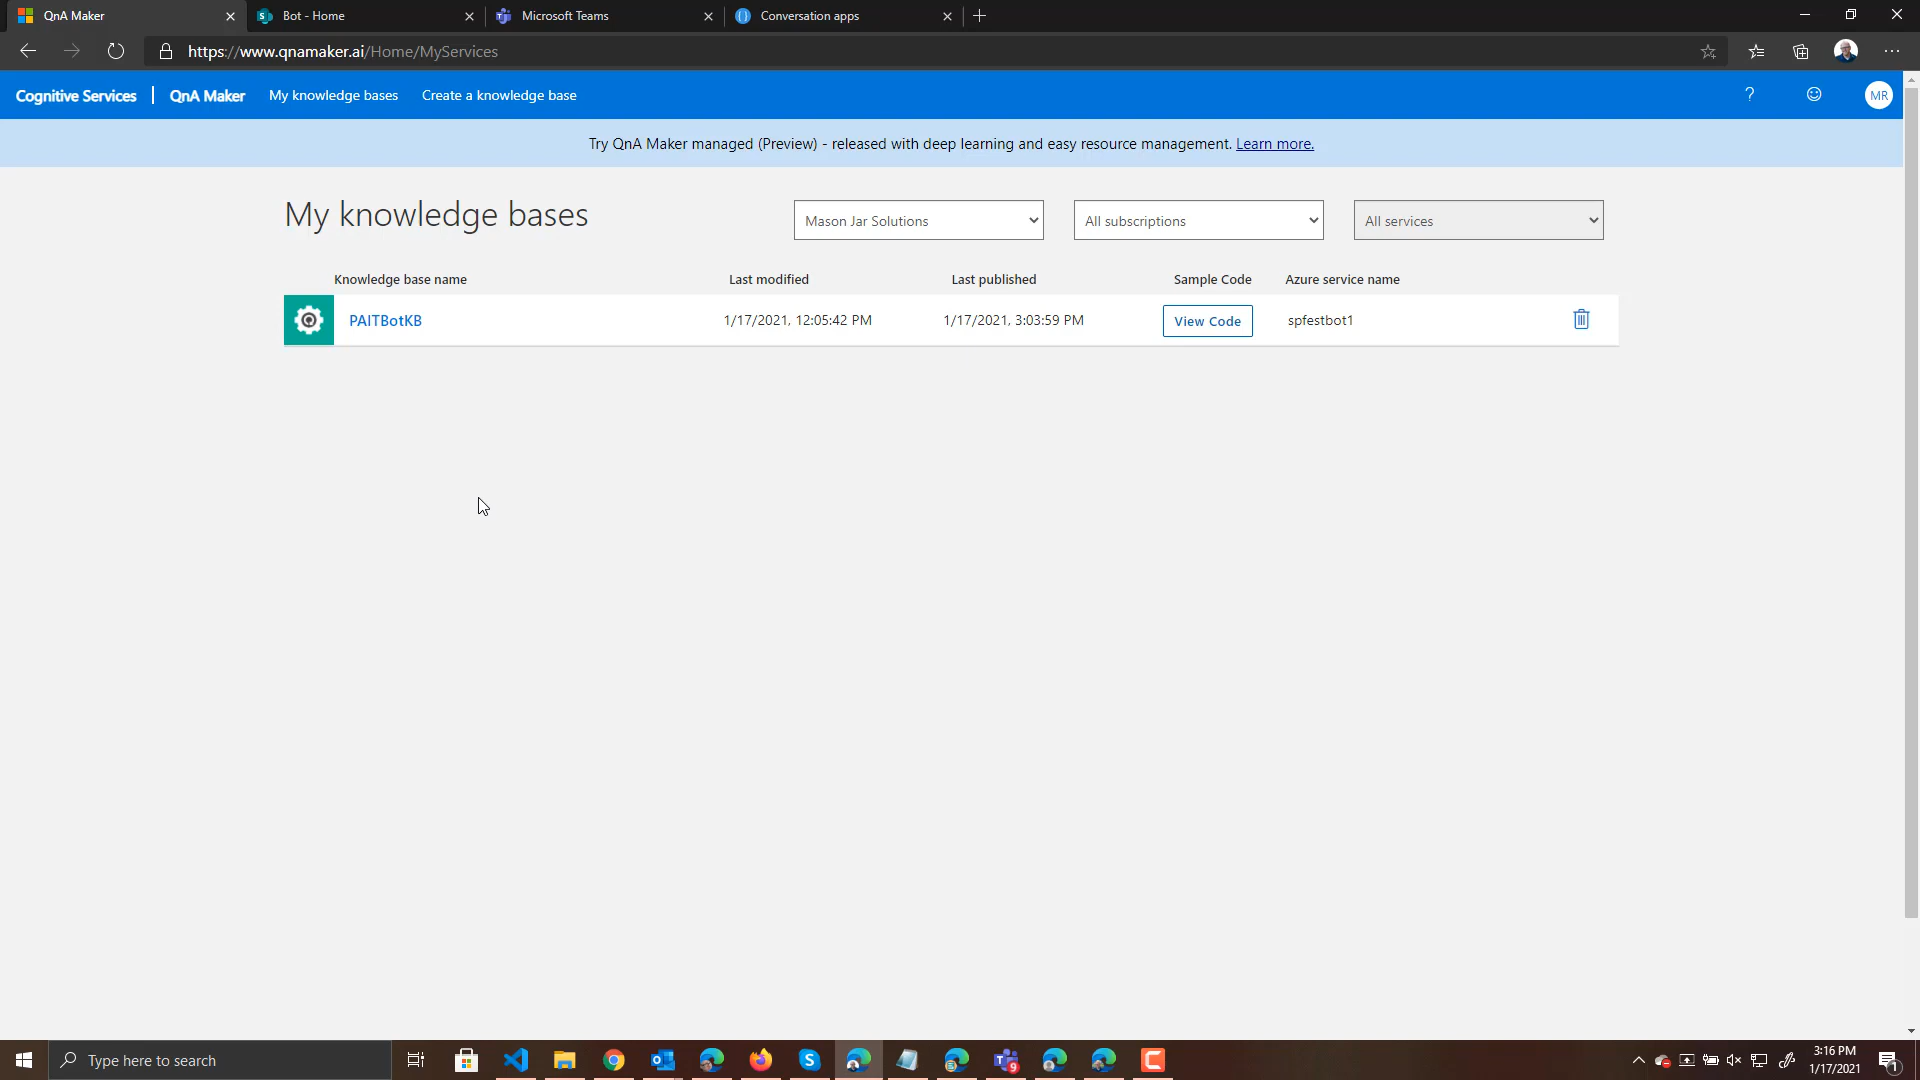 QnA Maker
Bot - Home
Microsoft Teams
Conversation apps
https://www.qnamaker.ai/Home/MyServices
Cognitive Services
QnA Maker
My knowledge bases
Create a knowledge base
?
MR
Try QnA Maker managed (Preview) - released with deep learning and easy resource management. Learn more.
My knowledge bases
Mason Jar Solutions
All subscriptions
All services
Knowledge base name
Last modified
Last published
Sample Code
Azure service name
PAITBotKB
1/17/2021, 12:05:42 PM
1/17/2021, 3:03:59 PM
View Code
spfestbot1
Type here to search
9
3:16 PM
1/17/2021
1